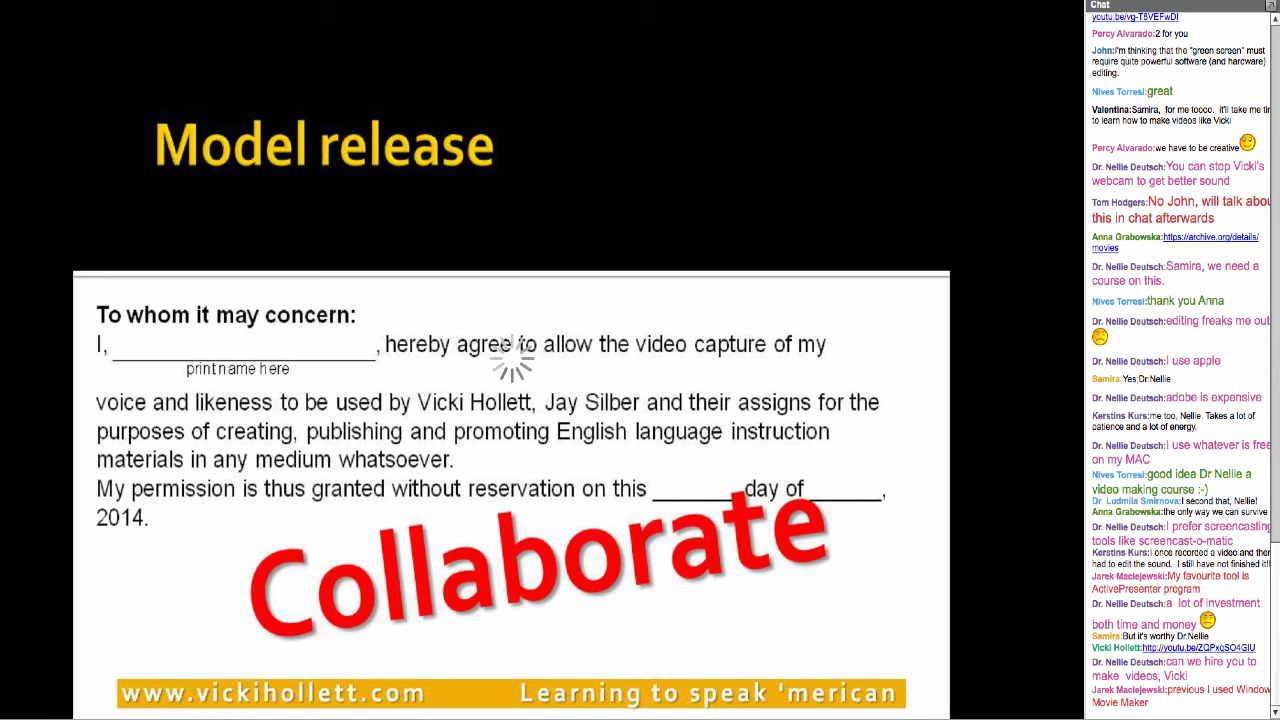 Model release
To whom it may concern:
I, ____________________, hereby agree to allow the video capture of my
print name here
voice and likeness to be used by Vicki Hollett, Jay Silber and their assigns for the
purposes of creating, publishing and promoting English language instruction
materials in any medium whatsoever.
My permission is thus granted without reservation on this _______ day of ______,
2014.
Collaborate
www.vickihollett.com Learning to speak 'merican
Chat
youtu.be/yg-T8VEFwDI
Percy Alvarado:2 for you
John:I'm thinking that the "green screen" must
require quite powerful software (and hardware)
editing.
Nives Torresi:great
Valentina:Samira, for me toooo. it'll take me
to learn how to make videos like Vicki
Percy Alvarado:we have to be creative
Dr. Nellie Deutsch:You can stop Vicki's
webcam to get better sound
Tom Hodgers:No John, will talk abou
this in chat afterwards
Anna Grabowska:https://archive.org/details/
movies
Dr. Nellie Deutsch:Samira, we need a
course on this.
Nives Torresi:thank you Anna
Dr. Nellie Deutsch:editing freaks me out
Dr. Nellie Deutsch:I use apple
Samira:Yes,Dr.Nellie
Dr. Nellie Deutsch:adobe is expensive
Kerstins Kurs:me too, Nellie. Takes a lot of
patience and a lot of energy.
Dr. Nellie Deutsch:I use whatever is free
on my MAC
Nives Torresi:good idea Dr Nellie a
video making course :-)
Dr Ludmila Smirnova:I second that, Nellie!
Anna Grabowska:the only way we can survive
Dr. Nellie Deutsch:I prefer screencasting
tools like screencast-o-matic
Kerstins Kurs:I once recorded a video and then
had to edit the sound. I still have not finished it!!
Jarek Maciejewski:My favourite tool is
ActivePresenter program
Dr. Nellie Deutsch:a lot of investment
both time and money
Samira:But it's worthy Dr.Nellie
Vicki Hollett:http://youtu.be/ZQPxqSO4GIU
Dr. Nellie Deutsch:can we hire you to
make videos, Vicki
Jarek Maciejewski:previous I used Window
Movie Maker